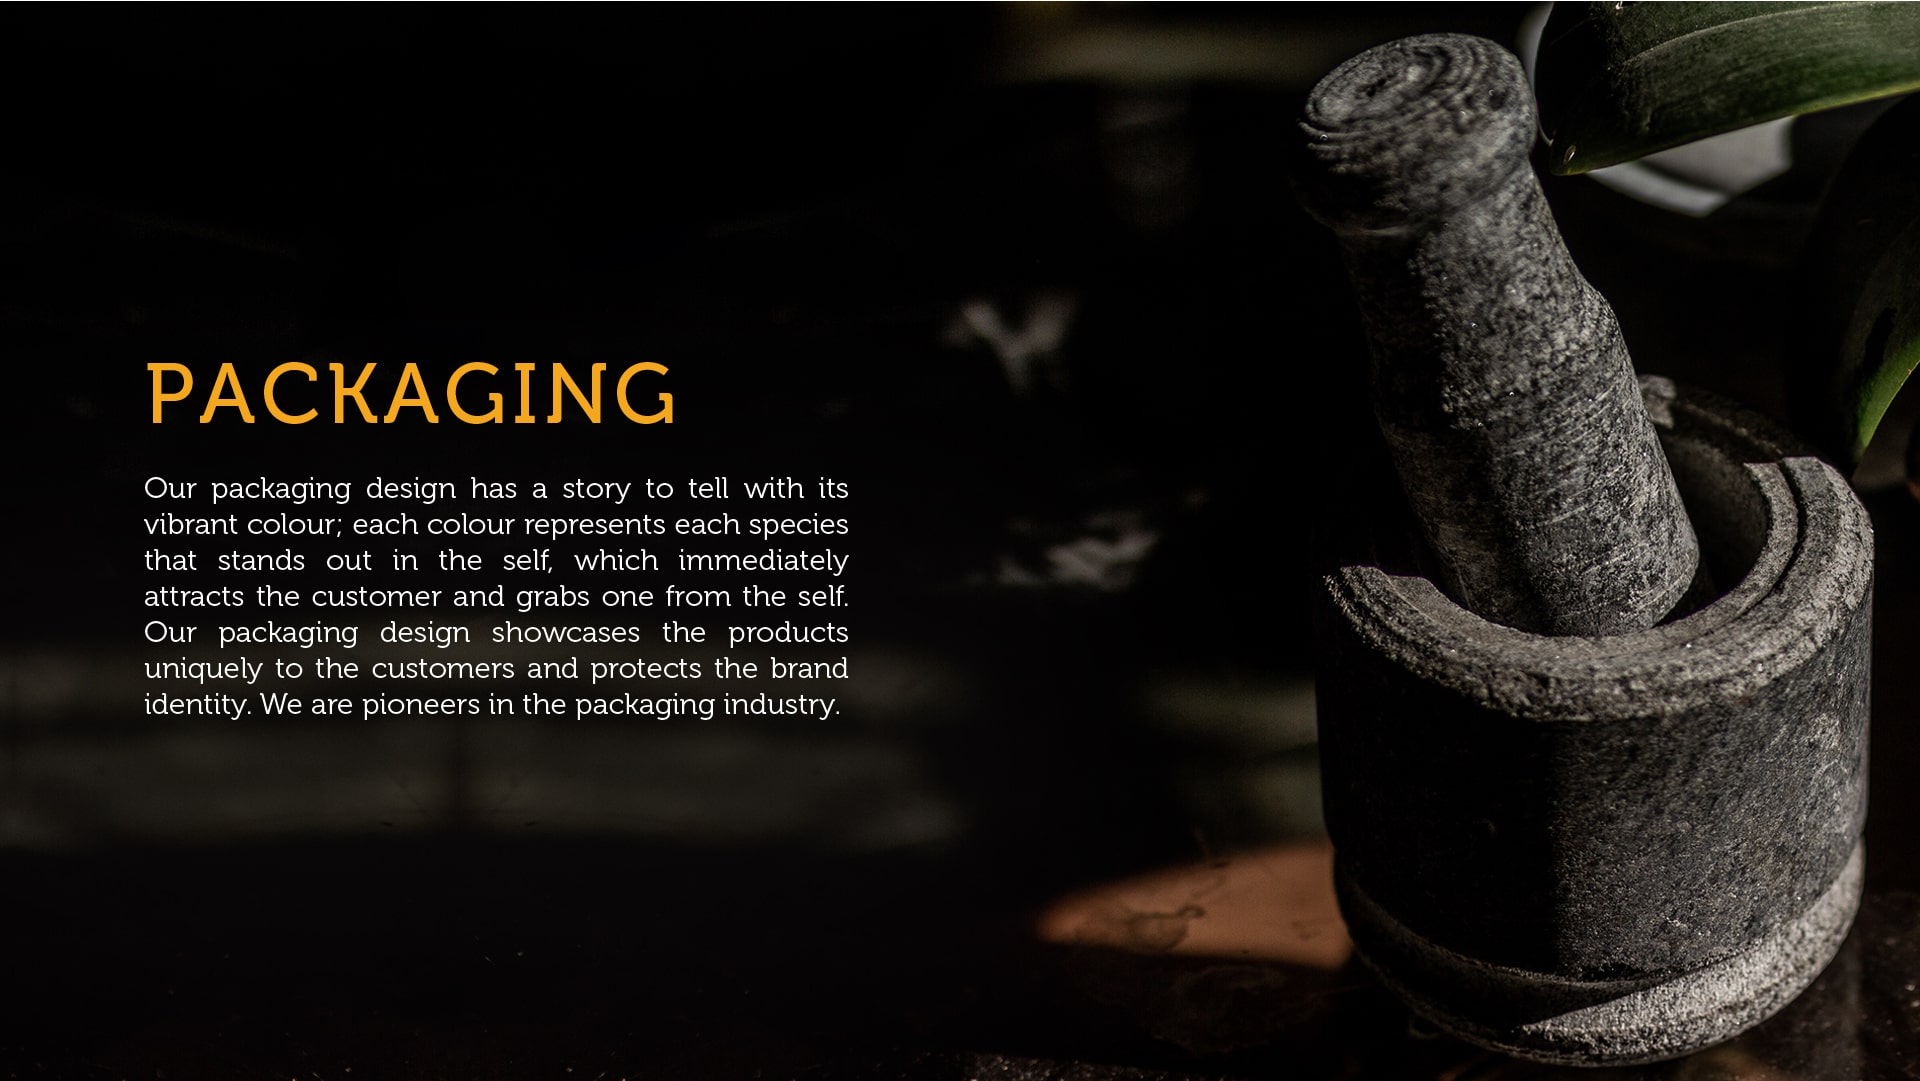 PACKAGING
Our packaging design has a story to tell with its
vibrant colour; each colour represents each species
that stands out in the self, which immediately
attracts the customer and grabs one from the self.
Our packaging design showcases the products
uniquely to the customers and protects the brand
identity. We are pioneers in the packaging industry.